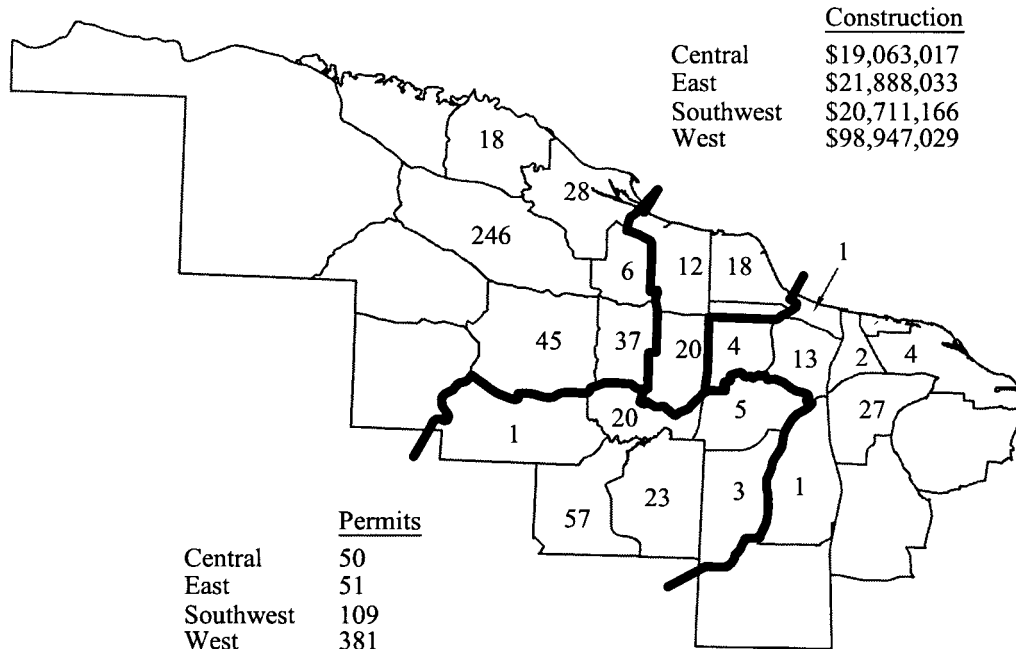 Construction
Central $19,063,017
East $21,888,033
Southwest $20,711,166
West $98,947,029
18
28
246
6
12
18
1
45
37
20
4
13
2
4
20
1
5
27
57
23
3
1
Permits
Central 50
East 51
Southwest 109
West 381